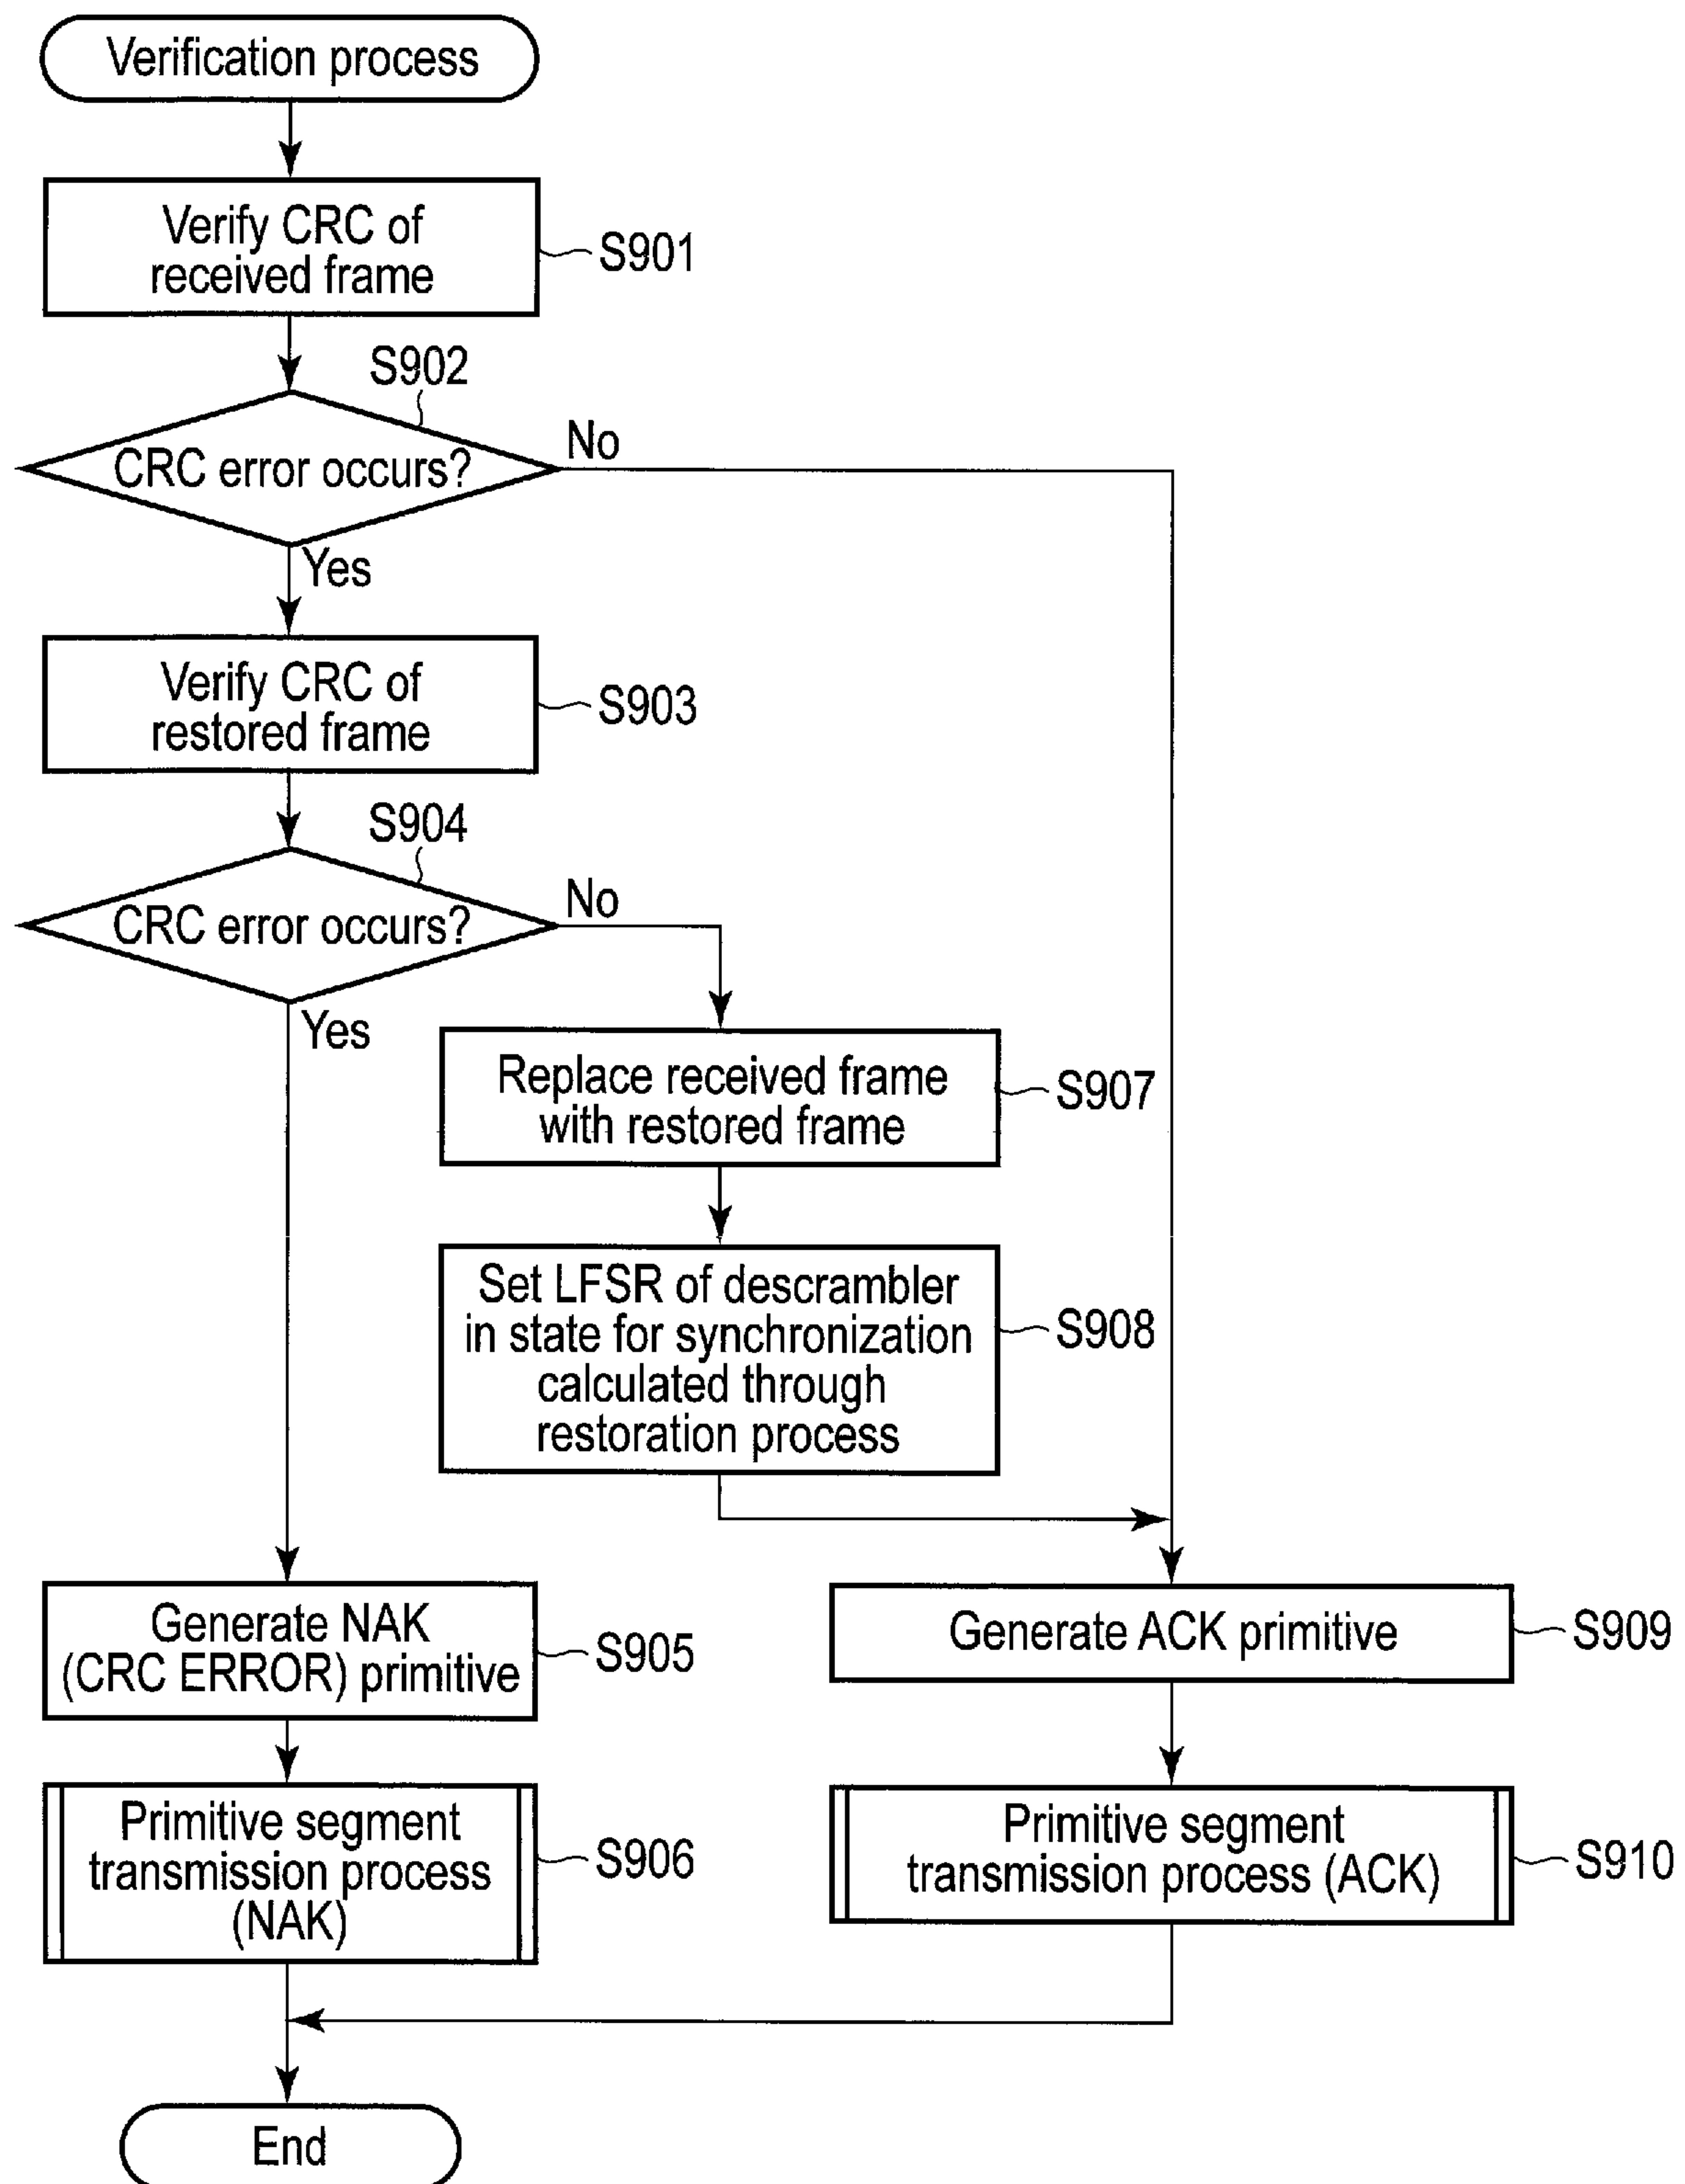 Verification process
Verify CRC of
received frame
S901
S902
CRC error occurs?
No
Yes
Verify CRC of
restored frame
S903
S904
CRC error occurs?
No
Yes
Replace received frame
with restored frame
S907
Set LFSR of descrambler
in state for synchronization
calculated through
restoration process
S908
Generate NAK
(CRC ERROR) primitive
S905
Generate ACK primitive
S909
Primitive segment
transmission process
(NAK)
S906
Primitive segment
transmission process (ACK)
S910
End